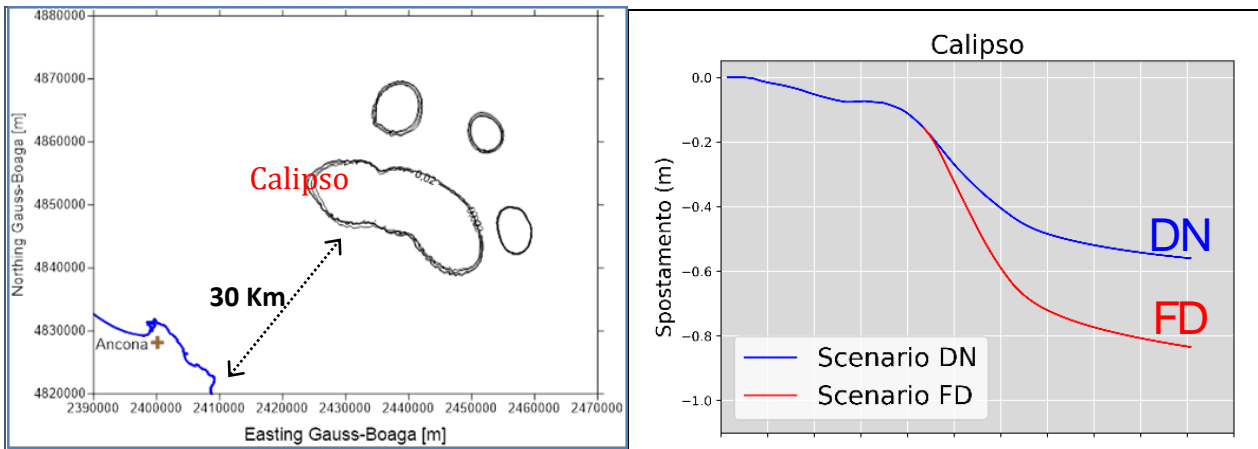 4880000
4870000
4860000
4850000
4840000
4830000
4820000
Northing Gauss-Boaga [m]
Calipso
0.02
30 Km
Ancona
2390000 2400000 2410000 2420000 2430000 2440000 2450000 2460000 2470000
Easting Gauss-Boaga [m]
Calipso
0.0
−0.2
−0.4
−0.6
−0.8
−1.0
Spostamento (m)
DN
FD
Scenario DN
Scenario FD